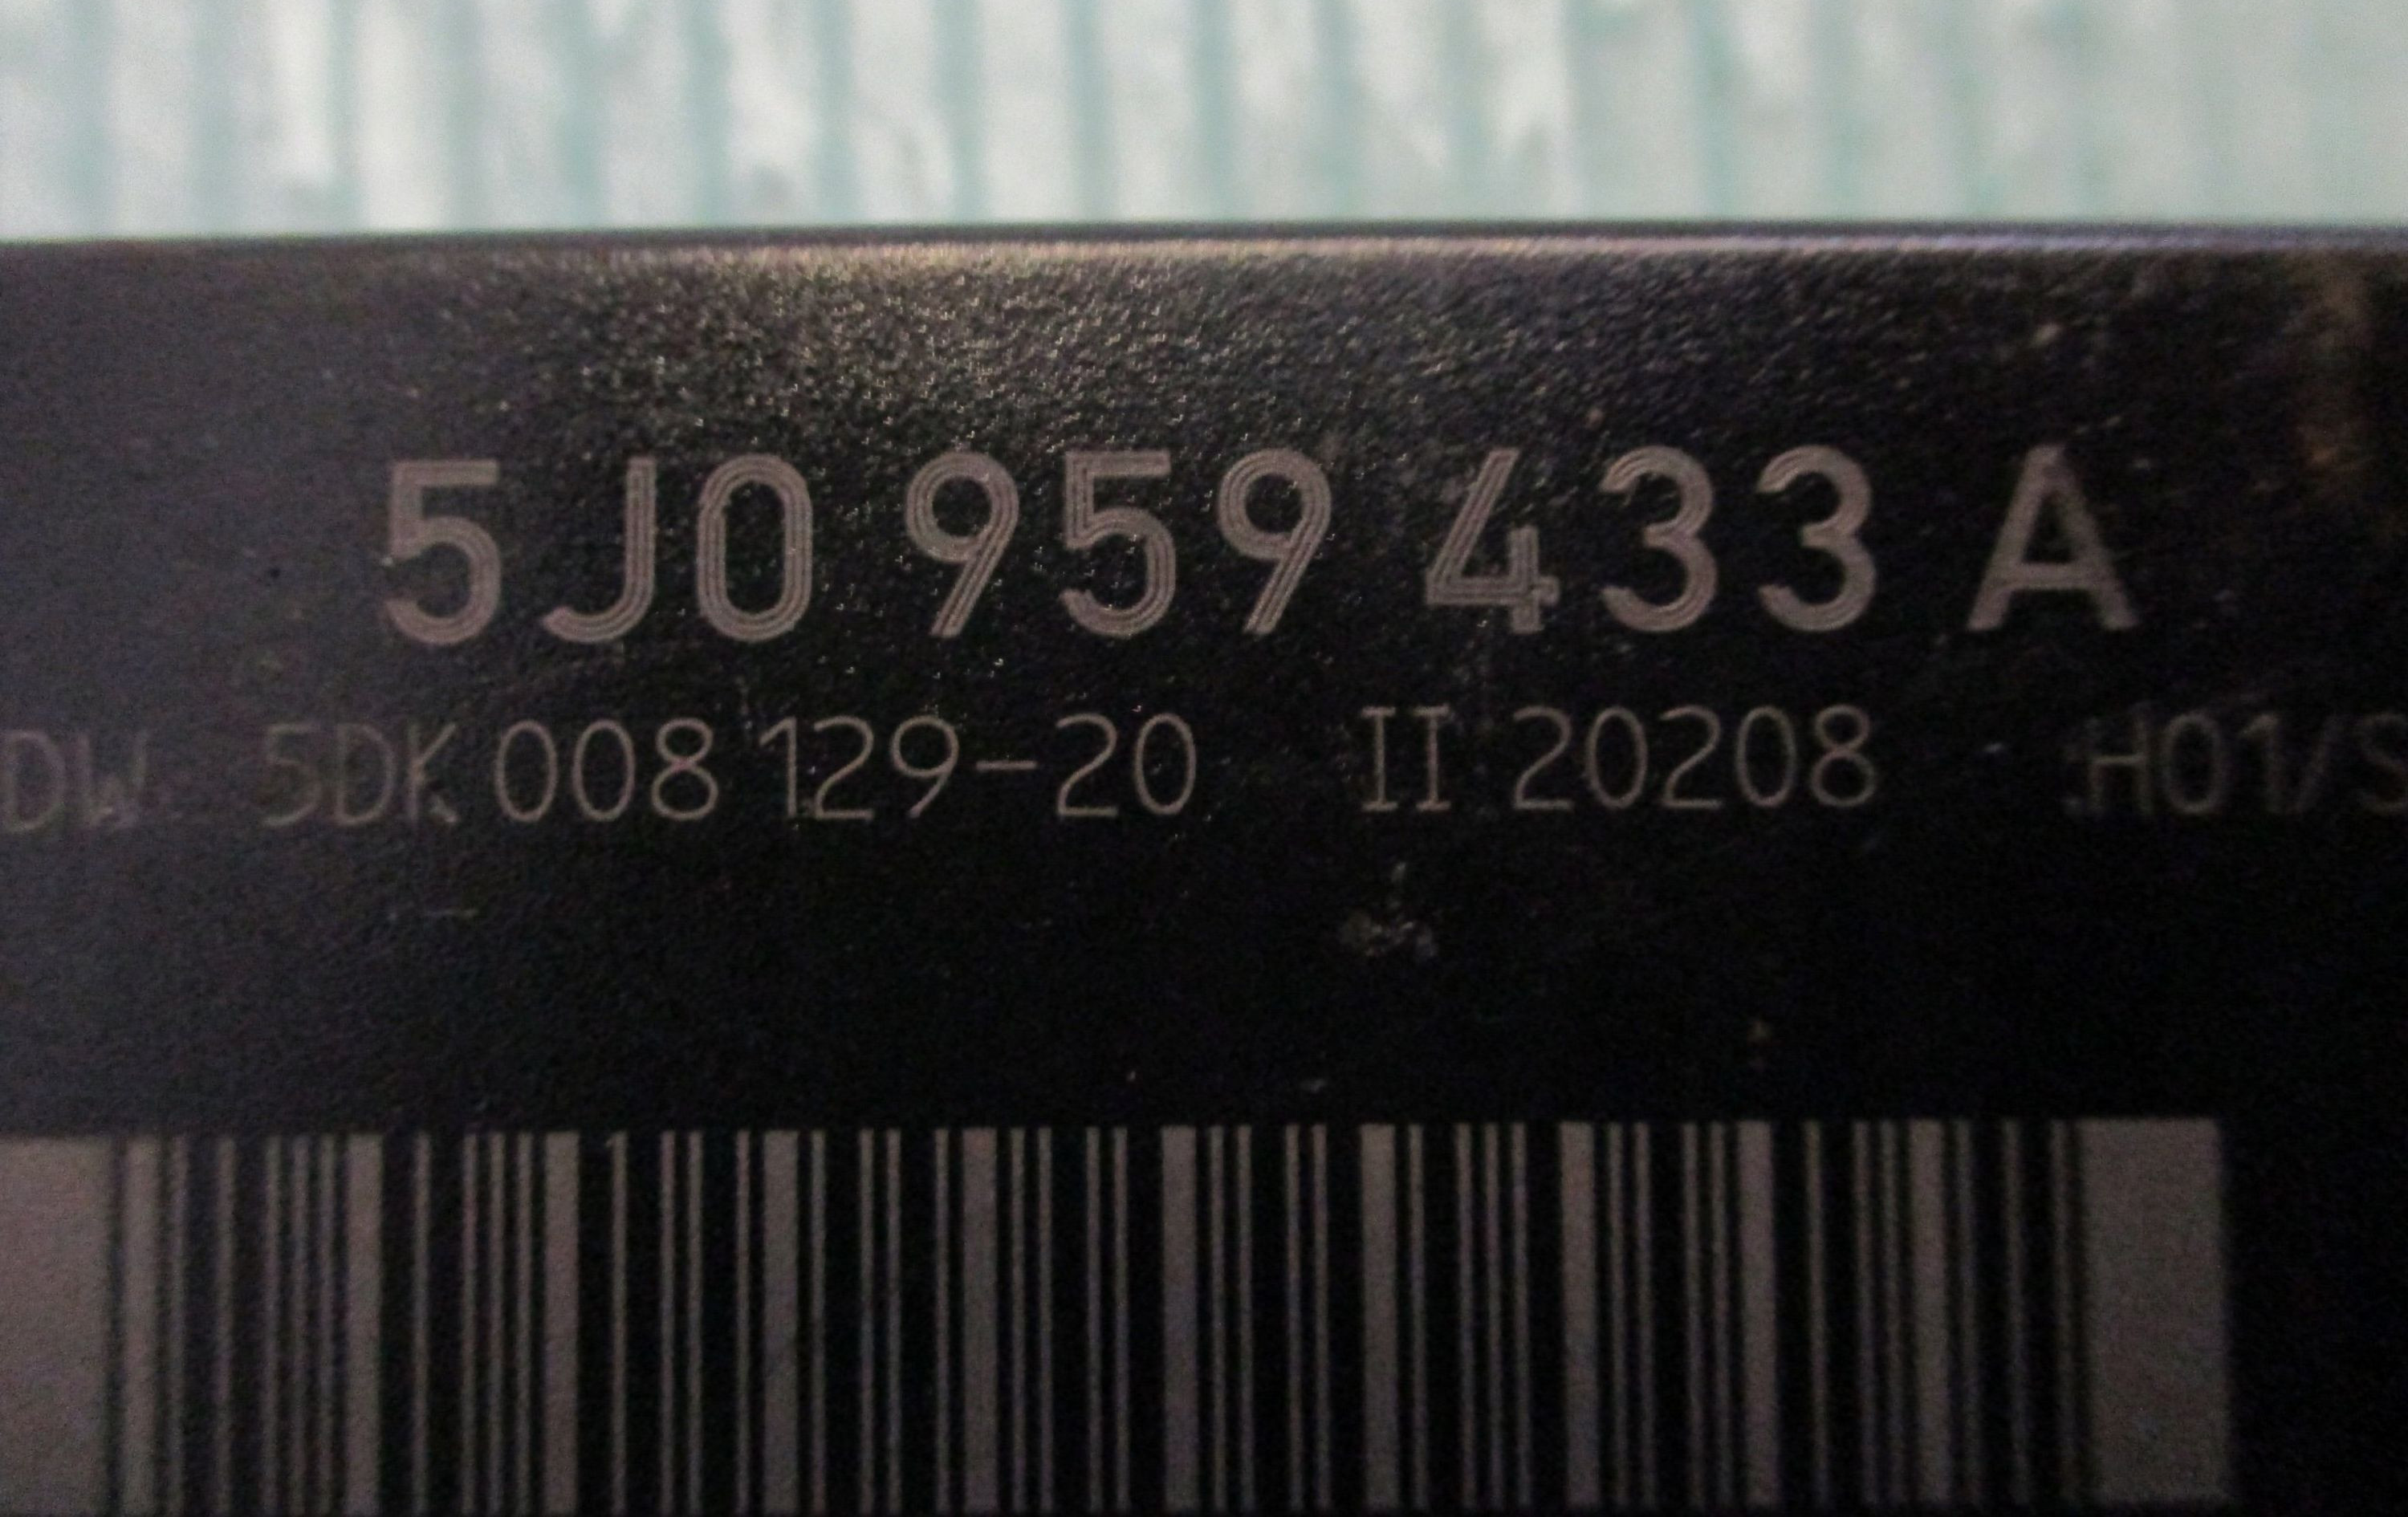 5J0 959 433 A
DW 5DK 008 129-20 II 20208 H01/S